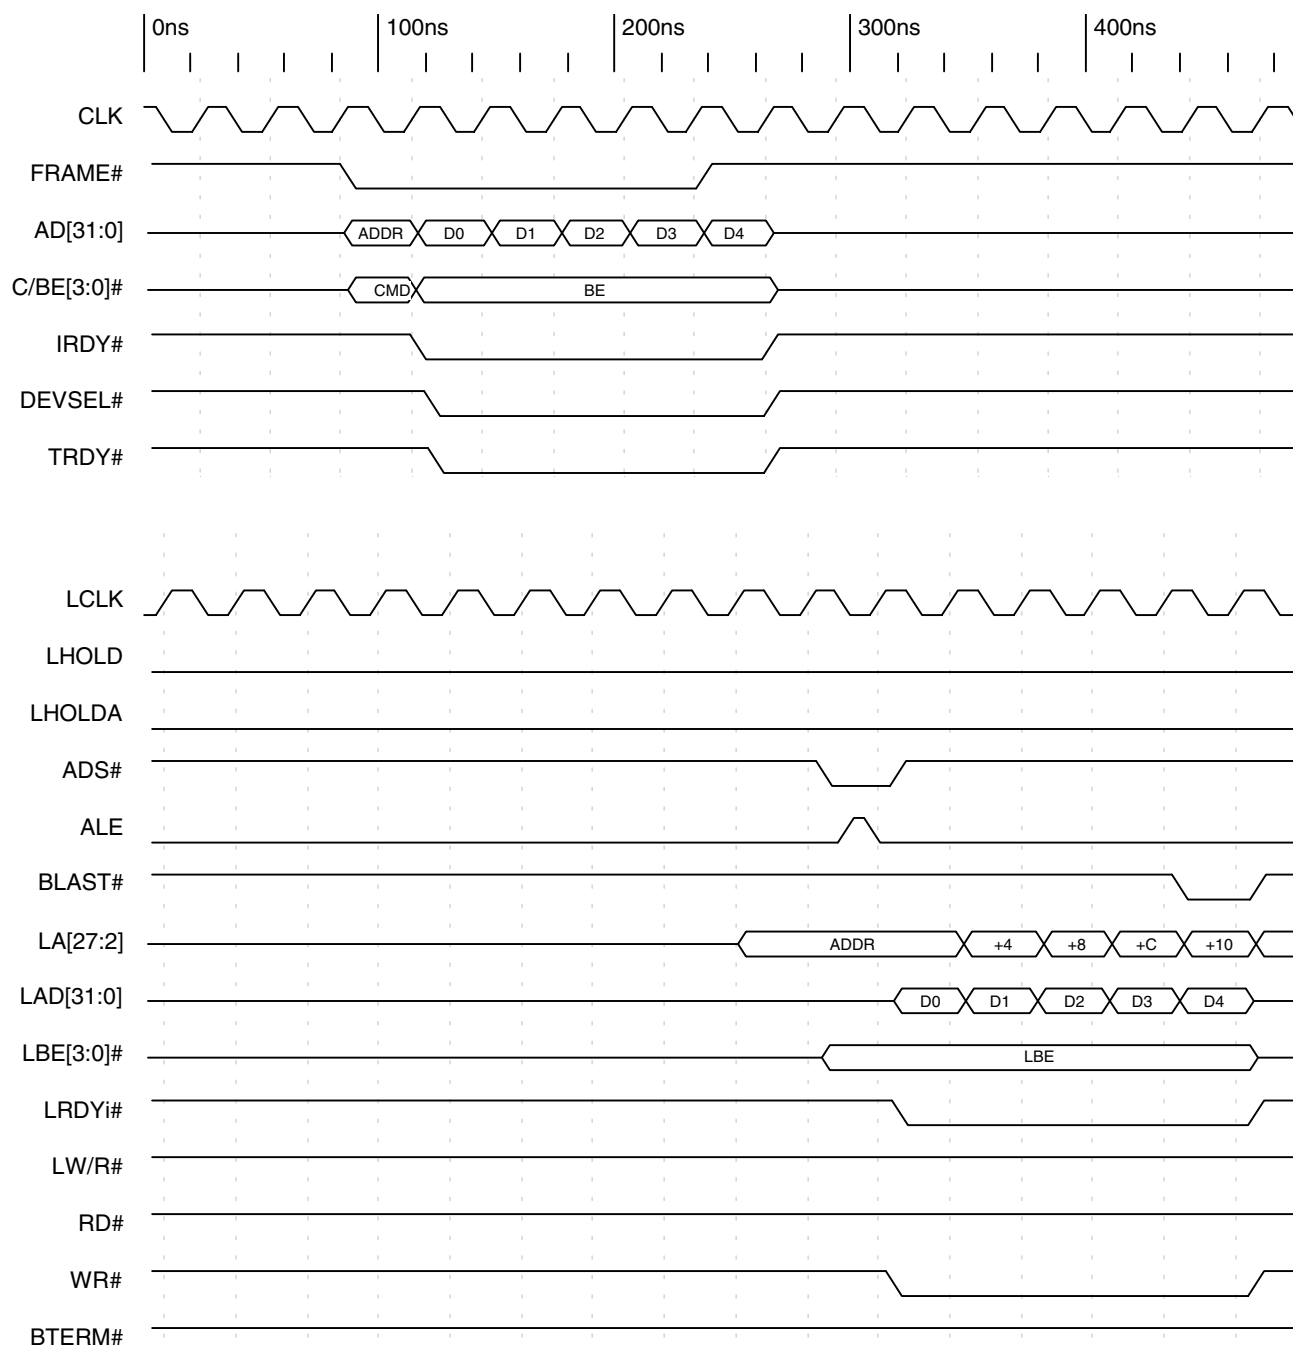 0ns 100ns 200ns 300ns 400ns
CLK
FRAME#
AD[31:0] ADDR D0 D1 D2 D3 D4
C/BE[3:0]# CMD BE
IRDY#
DEVSEL#
TRDY#
LCLK
LHOLD
LHOLDA
ADS#
ALE
BLAST#
LA[27:2] ADDR +4 +8 +C +10
LAD[31:0] D0 D1 D2 D3 D4
LBE[3:0]# LBE
LRDYi#
LW/R#
RD#
WR#
BTERM#